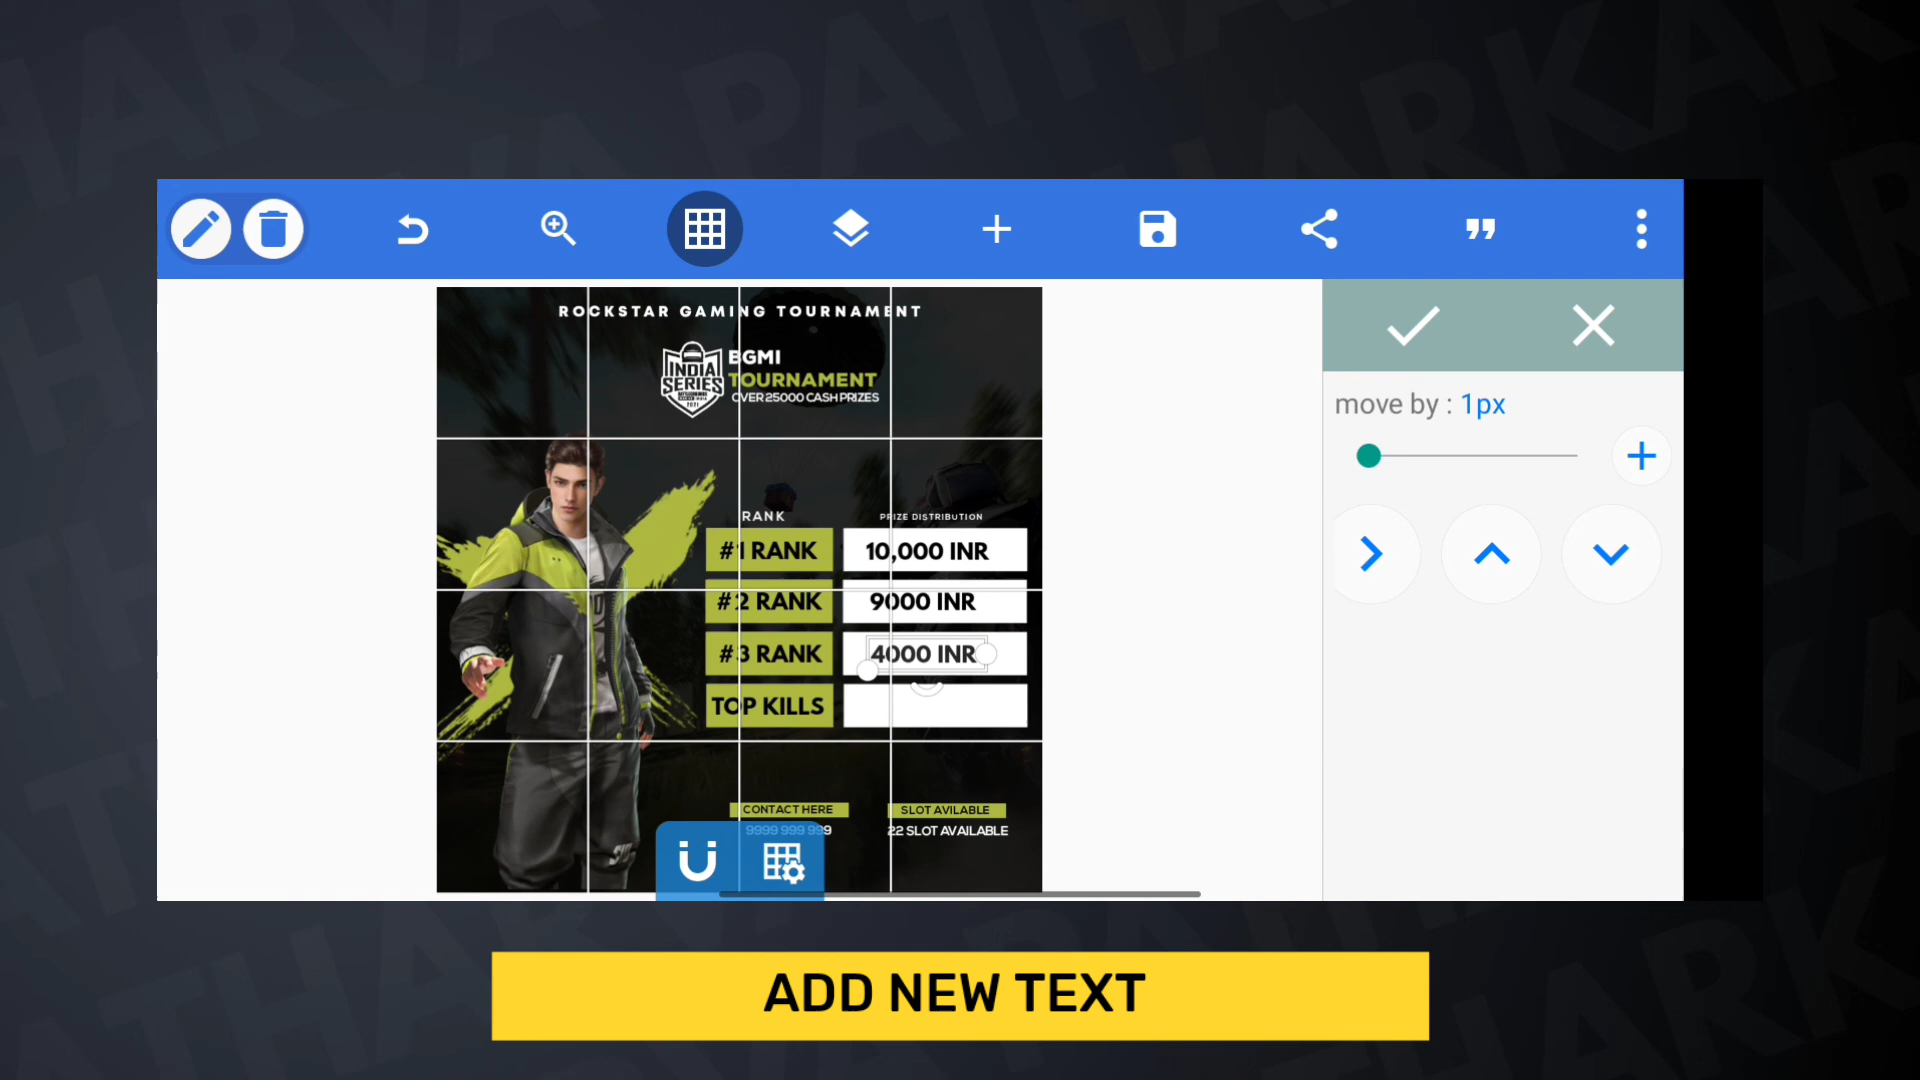 move by : 1px
ROCKSTAR GAMING TOURNAMENT
INDIA
SERIES
2021
BGMI
TOURNAMENT
OVER 25000 CASH PRIZES
RANK
PRIZE DISTRIBUTION
#1 RANK
10,000 INR
#2 RANK
9000 INR
#3 RANK
4000 INR
TOP KILLS
CONTACT HERE
SLOT AVILABLE
9999 999 999
22 SLOT AVAILABLE
ADD NEW TEXT